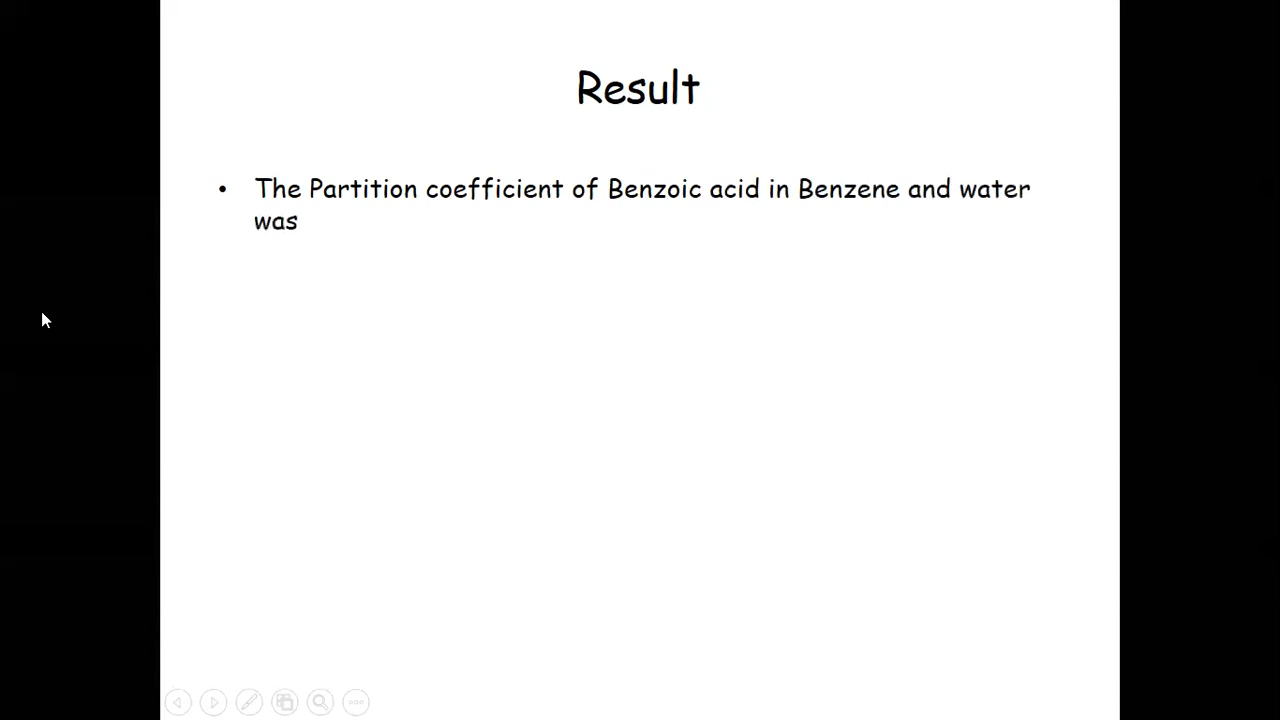 Result
• The Partition coefficient of Benzoic acid in Benzene and water
was